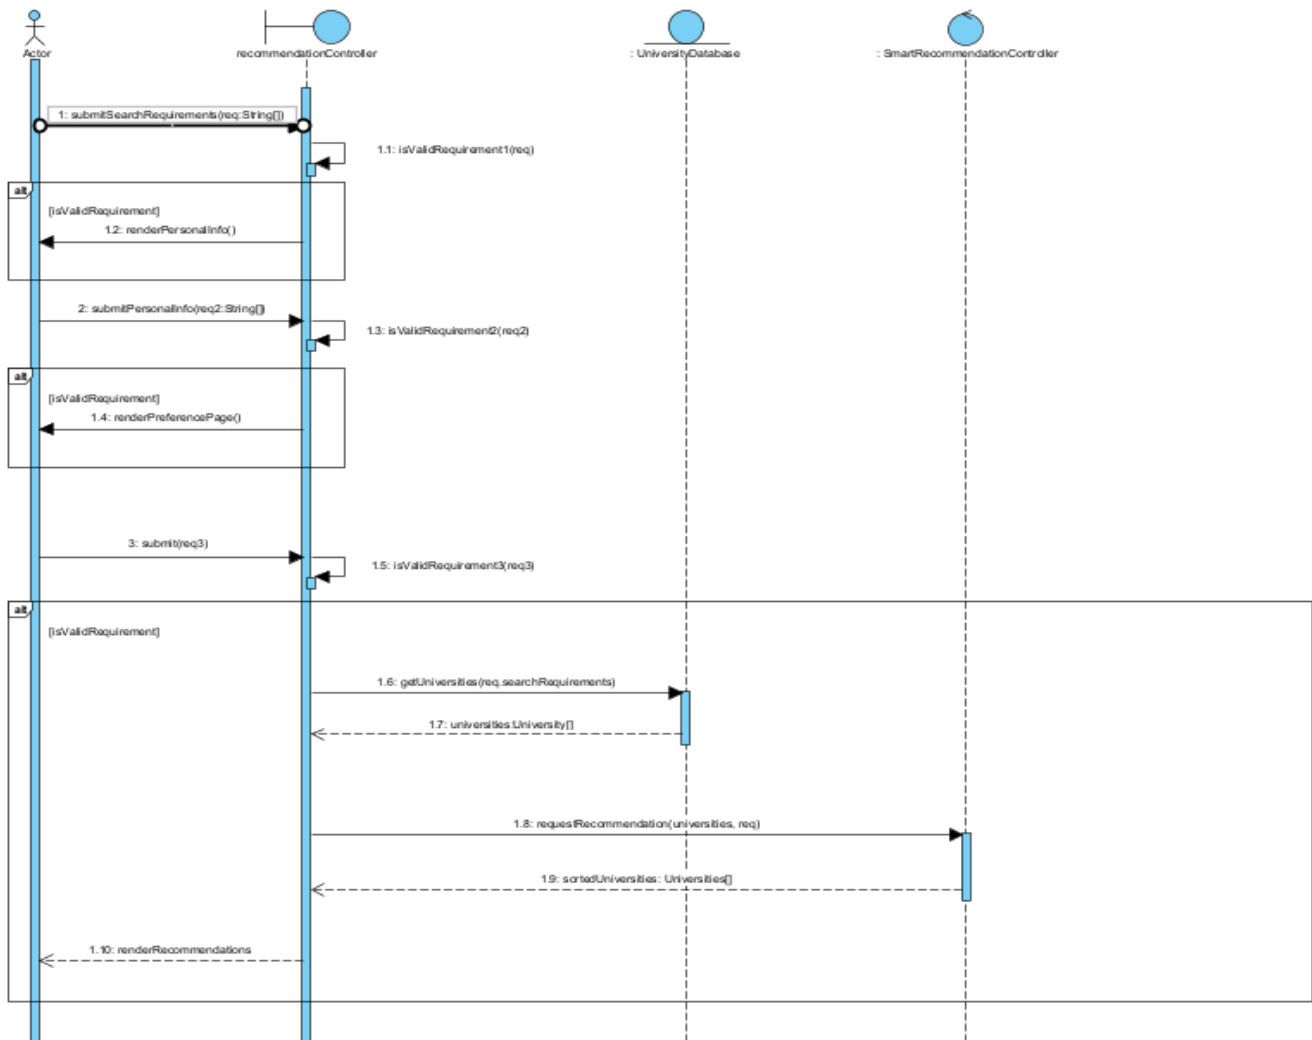 Actor
recommendationController
: UniversityDatabase
: SmartRecommendationController
1: submitSearchRequirements(req:String[])
1.1: isValidRequirement1(req)
alt
[isValidRequirement]
1.2: renderPersonalInfo()
2: submitPersonalInfo(req2:String[])
1.3: isValidRequirement2(req2)
alt
[isValidRequirement]
1.4: renderPreferencePage()
3: submit(req3)
1.5: isValidRequirement3(req3)
alt
[isValidRequirement]
1.6: getUniversities(req.searchRequirements)
1.7: universities:University[]
1.8: requestRecommendation(universities, req)
1.9: sortedUniversities: Universities[]
1.10: renderRecommendations